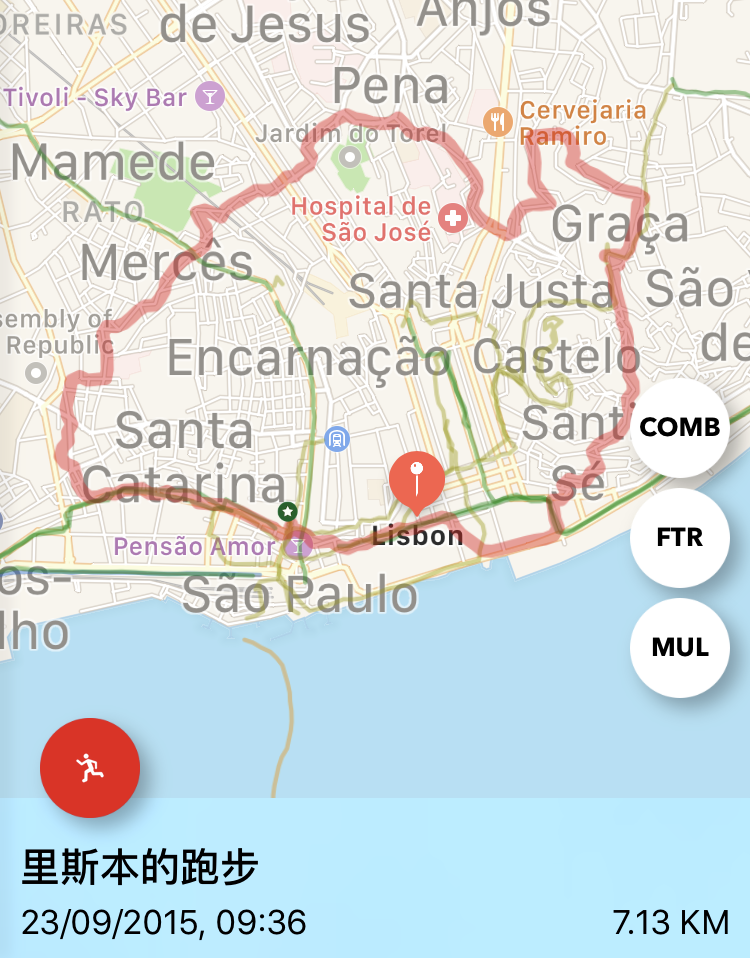 OREIRAS
de Jesus
Anjos
Pena
Tivoli - Sky Bar
Cervejaria
Ramiro
Jardim do Torel
Mamede
RATO
Hospital de
São José
Graça
Mercês
Santa Justa
São
de
sembly of
Republic
Encarnação
Castelo
Santa
Catarina
Sant
COMB
Sé
Lisbon
FTR
Pensão Amor
os-
lho
São Paulo
MUL
里斯本的跑步
23/09/2015, 09:36
7.13 KM